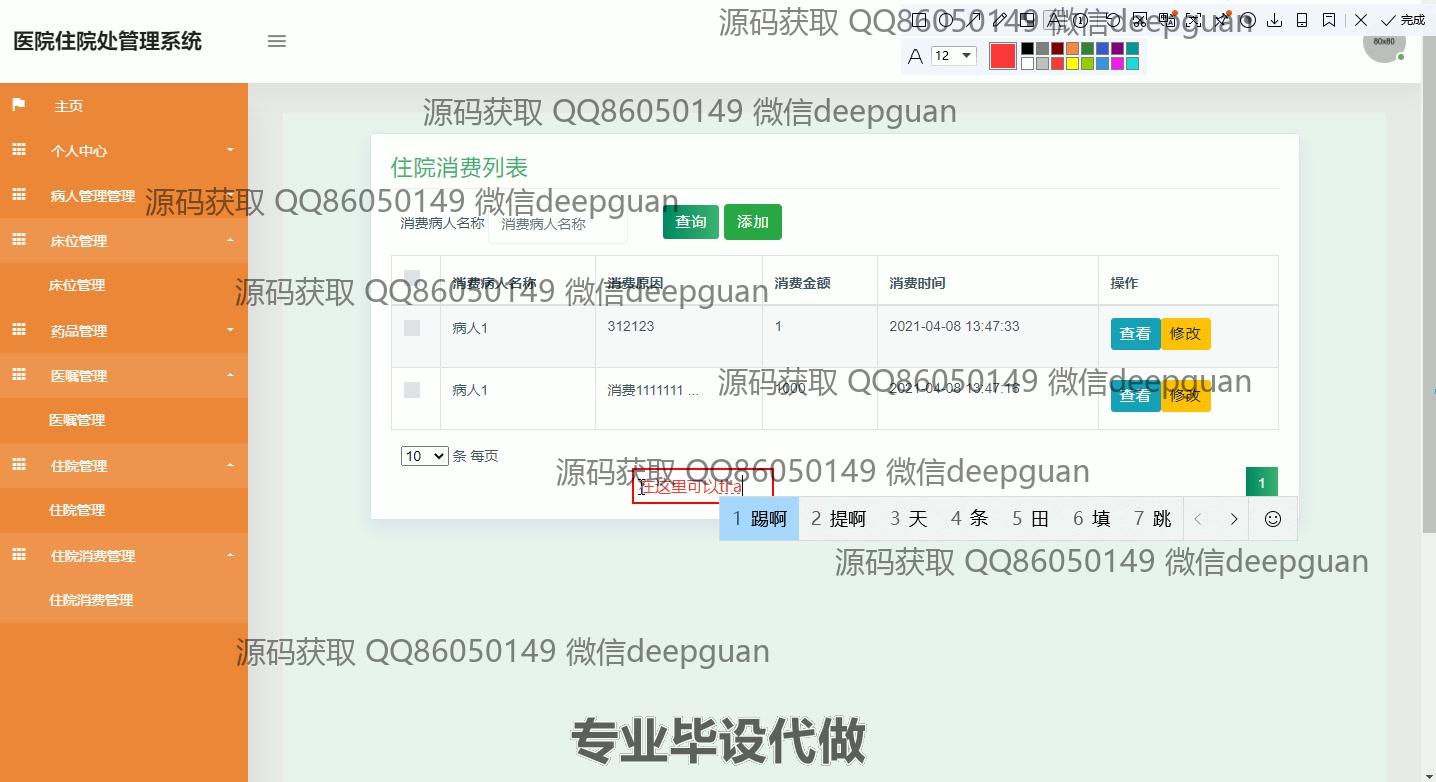 医院住院处管理系统
源码获取 QQ86050149 微信deepguan
完成
A 12
60x60
主页
源码获取 QQ86050149 微信deepguan
个人中心
住院消费列表
病人管理管理
源码获取 QQ86050149 微信deepguan
消费病人名称 消费病人名称 查询 添加
床位管理
床位管理
源码获取 QQ86050149 微信deepguan
消费病人名称 消费原因 消费金额 消费时间 操作
药品管理
病人1 312123 1 2021-04-08 13:47:33 查看 修改
医嘱管理
源码获取 QQ86050149 微信deepguan
病人1 消费1111111 ... 1000 2021-04-08 13:47:16 查看 修改
医嘱管理
10 条 每页
住院管理
源码获取 QQ86050149 微信deepguan
在这里可以ti'a
1
住院管理
1 踢啊 2 提啊 3 天 4 条 5 田 6 填 7 跳
住院消费管理
源码获取 QQ86050149 微信deepguan
住院消费管理
源码获取 QQ86050149 微信deepguan
专业毕设代做